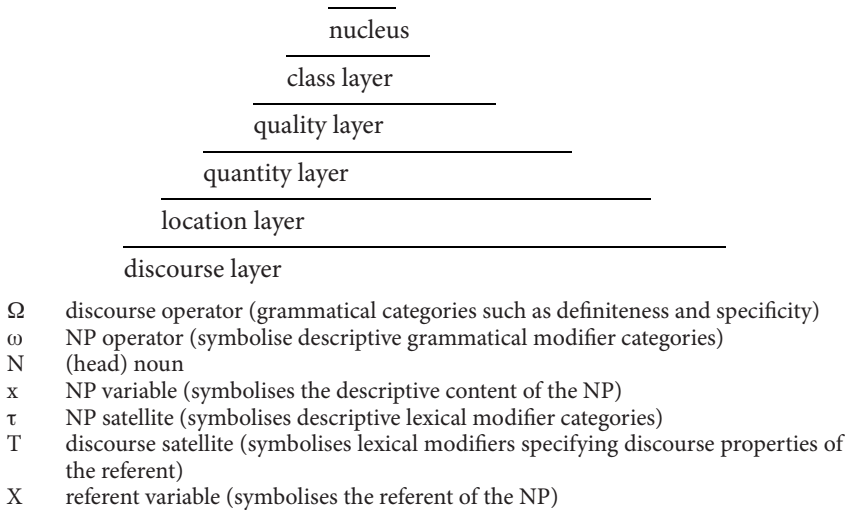 nucleus
class layer
quality layer
quantity layer
location layer
discourse layer
Ω discourse operator (grammatical categories such as definiteness and specificity)
ω NP operator (symbolise descriptive grammatical modifier categories)
N (head) noun
x NP variable (symbolises the descriptive content of the NP)
τ NP satellite (symbolises descriptive lexical modifier categories)
T discourse satellite (symbolises lexical modifiers specifying discourse properties of
the referent)
X referent variable (symbolises the referent of the NP)